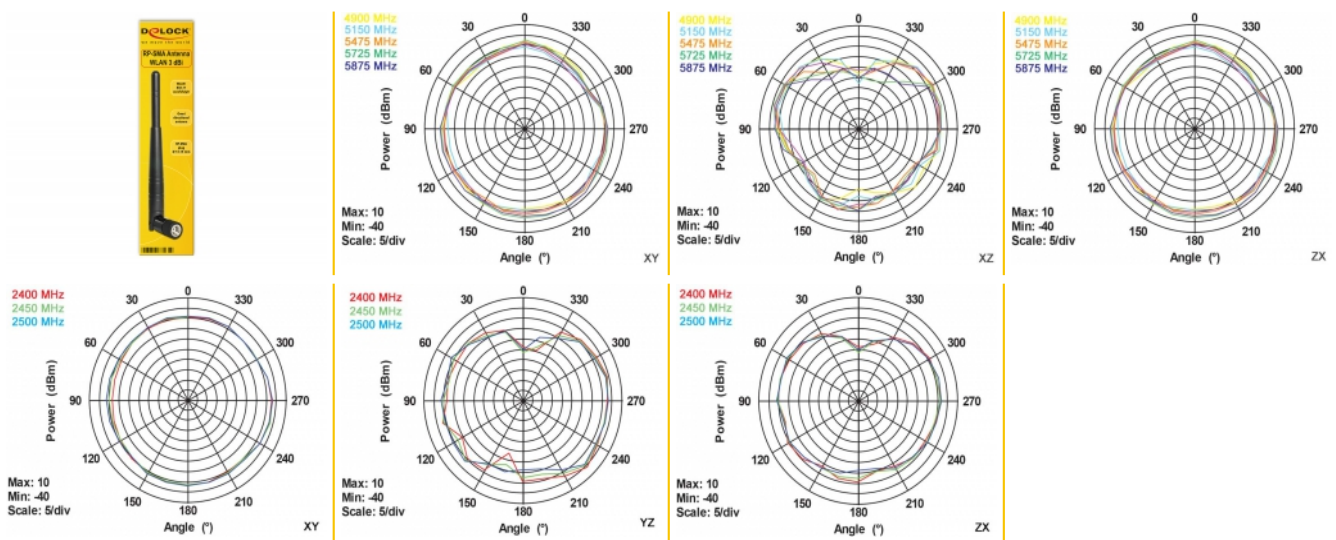 DELOCK
RP-SMA Antenna
WLAN 3 dBi
4900 MHz
5150 MHz
5475 MHz
5725 MHz
5875 MHz
0
330
300
270
240
210
180
120
90
60
30
Power (dBm)
Max: 10
Min: -40
Scale: 5/div
150
Angle (°)
XY
4900 MHz
5150 MHz
5475 MHz
5725 MHz
5875 MHz
0
330
300
270
240
210
180
120
90
60
30
Power (dBm)
Max: 10
Min: -40
Scale: 5/div
150
Angle (°)
XZ
4900 MHz
5150 MHz
5475 MHz
5725 MHz
5875 MHz
0
330
300
270
240
210
180
120
90
60
30
Power (dBm)
Max: 10
Min: -40
Scale: 5/div
150
Angle (°)
ZX
2400 MHz
2450 MHz
2500 MHz
0
330
300
270
240
210
180
120
90
60
30
Power (dBm)
Max: 10
Min: -40
Scale: 5/div
150
Angle (°)
XY
2400 MHz
2450 MHz
2500 MHz
0
330
300
270
240
210
180
120
90
60
30
Power (dBm)
Max: 10
Min: -40
Scale: 5/div
150
Angle (°)
YZ
2400 MHz
2450 MHz
2500 MHz
0
330
300
270
240
210
180
120
90
60
30
Power (dBm)
Max: 10
Min: -40
Scale: 5/div
150
Angle (°)
ZX